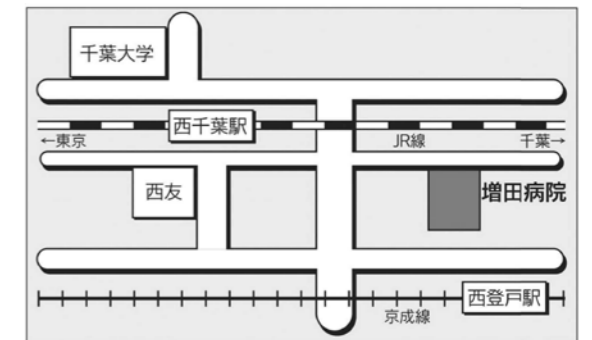 千葉大学
西千葉駅
←東京
JR線
千葉→
西友
増田病院
西登戸駅
京成線